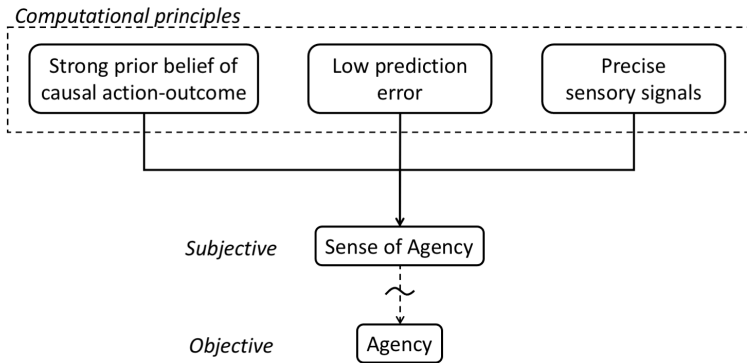 Computational principles
Strong prior belief of
causal action-outcome
Low prediction
error
Precise
sensory signals
Subjective
Sense of Agency
Objective
Agency